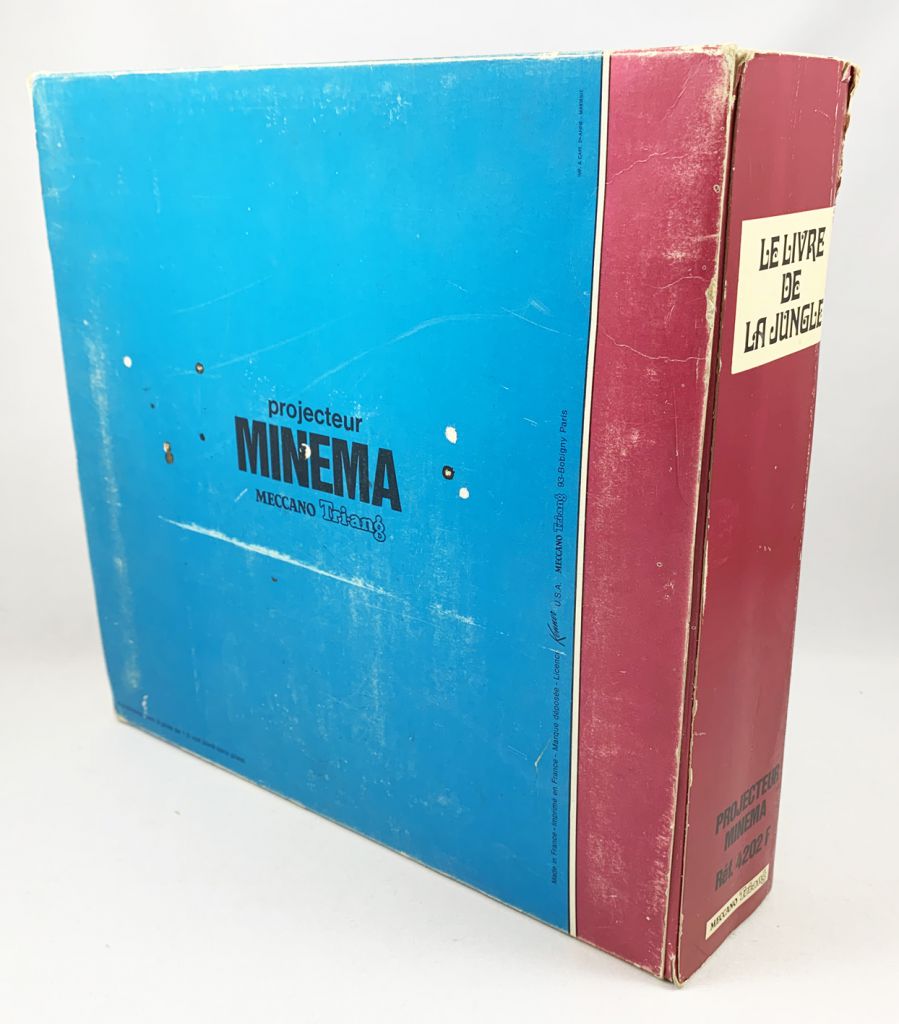 projecteur
MINEMA
MECCANO Tri-ang
Made in France - Imprimé en France - Marque déposée - Licence Kenner U.S.A. MECCANO Tri-ang 93-Bobigny Paris
LE LIVRE
DE
LA JUNGLE
PROJECTEUR
MINEMA
Réf. 4202 F
MECCANO Tri-ang